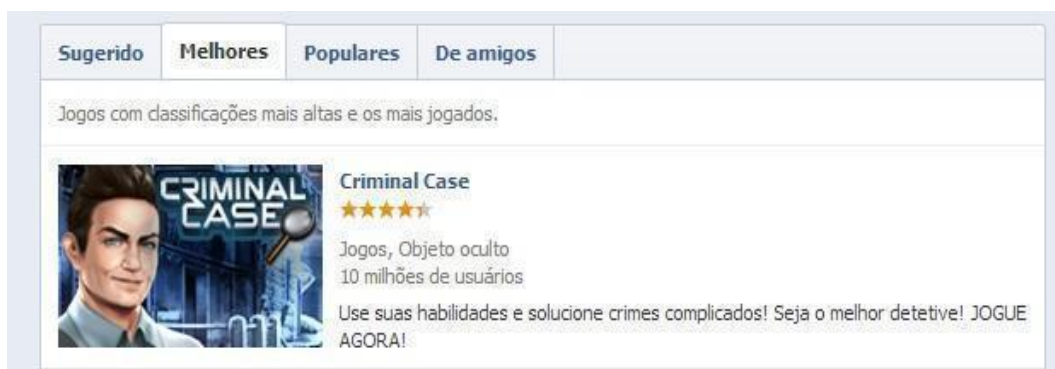 Sugerido Melhores Populares De amigos
Jogos com classificações mais altas e os mais jogados.
CRIMINAL
CASE
Criminal Case
Jogos, Objeto oculto
10 milhões de usuários
Use suas habilidades e solucione crimes complicados! Seja o melhor detetive! JOGUE
AGORA!